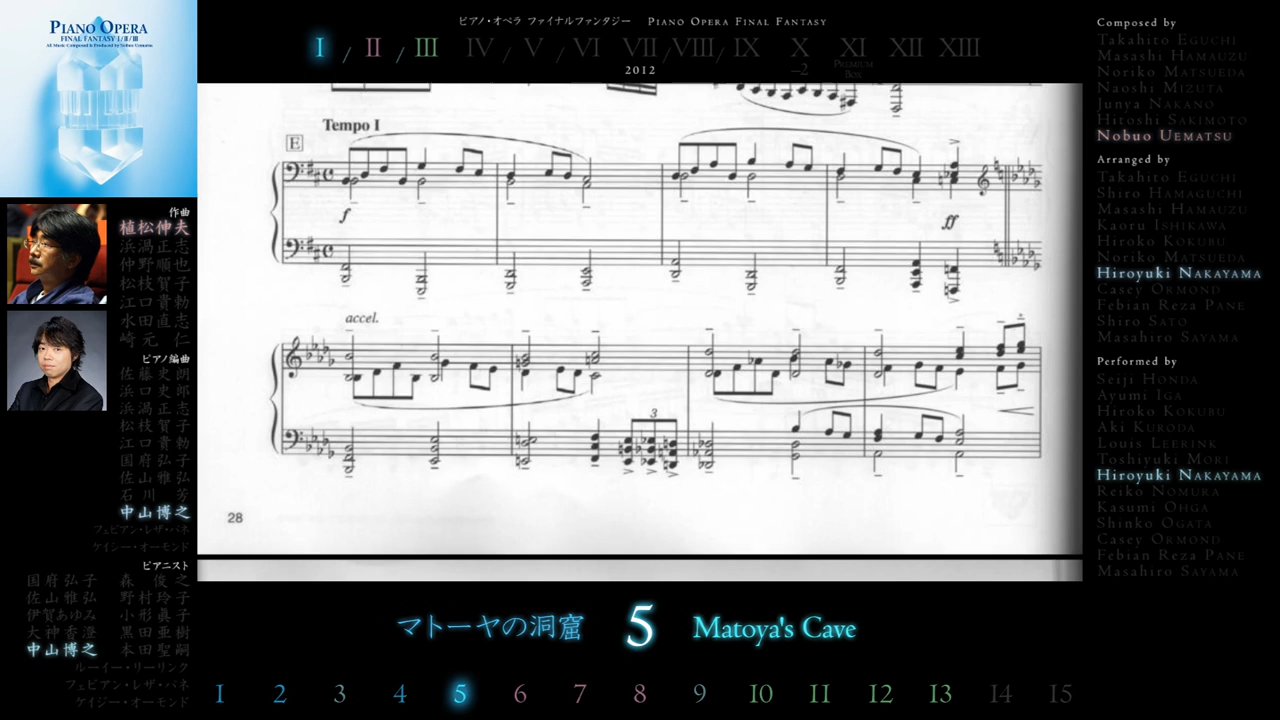 PIANO OPERA
FINAL FANTASY I/II/III
All Music Composed & Produced by Nobuo Uematsu
ピアノ・オペラ ファイナルファンタジー PIANO OPERA FINAL FANTASY
I / II / III IV / V / VI VII / VIII / IX X XI XII XIII
–2 PREMIUM
BOX
2012
作曲
植松伸夫
浜渦正志
仲野順也
松枝賀子
江口貴勅
水田直志
崎元 仁
ピアノ編曲
佐藤史朗
浜口史郎
浜渦正志
松枝賀子
江口貴勅
国府弘子
佐山雅弘
石川 芳
中山博之
フェビアン・レザ・パネ
ケイシー・オーモンド
ピアニスト
国府弘子 森 俊之
佐山雅弘 野村玲子
伊賀あゆみ 小形眞子
大神香澄 黒田亜樹
中山博之 本田聖嗣
ルーイー・リーリンク
フェビアン・レザ・パネ
ケイジー・オーモンド
Tempo I
E
f
ff
accel.
3
28
Composed by
Takahito EGUCHI
Masashi HAMAUZU
Noriko MATSUEDA
Naoshi MIZUTA
Junya NAKANO
Hitoshi SAKIMOTO
Nobuo UEMATSU
Arranged by
Takahito EGUCHI
Shiro HAMAGUCHI
Masashi HAMAUZU
Kaoru ISHIKAWA
Hiroko KOKUBU
Noriko MATSUEDA
Hiroyuki NAKAYAMA
Casey ORMOND
Febian Reza PANE
Shiro SATO
Masahiro SAYAMA
Performed by
Seiji HONDA
Ayumi IGA
Hiroko KOKUBU
Aki KURODA
Louis LEERINK
Toshiyuki MORI
Hiroyuki NAKAYAMA
Reiko NOMURA
Kasumi OHGA
Shinko OGATA
Casey ORMOND
Febian Reza PANE
Masahiro SAYAMA
マトーヤの洞窟 5 Matoya's Cave
1 2 3 4 5 6 7 8 9 10 11 12 13 14 15